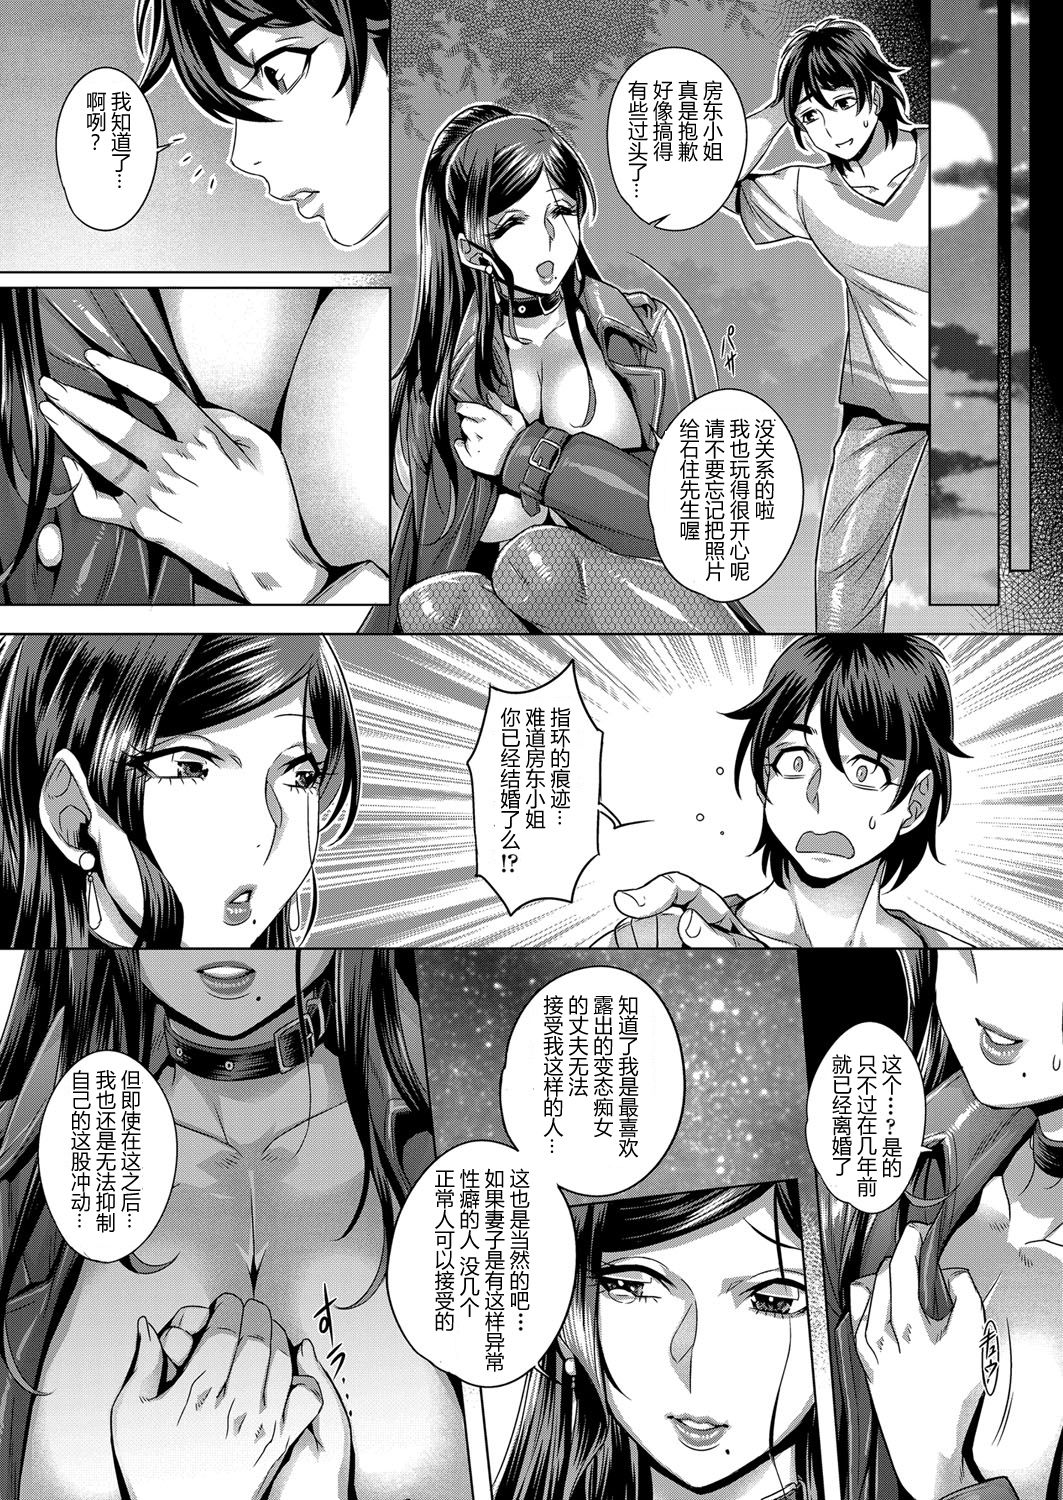 房东小姐
真是抱歉
好像搞得
有些过头了…
没关系的啦
我也玩得很开心呢
请不要忘记把照片
给石住先生喔
我知道了…
啊咧？
指环的痕迹…
难道房东小姐
你已经结婚了么!?
这个…？是的
只不过在几年前
就已经离婚了
知道了我是最喜欢
露出的变态痴女
的丈夫无法
接受我这样的人…
这也是当然的吧…
如果妻子是有这样异常
性癖的人 没几个
正常人可以接受的
但即使在这之后
我也还是无法抑制
自己的这股冲动…